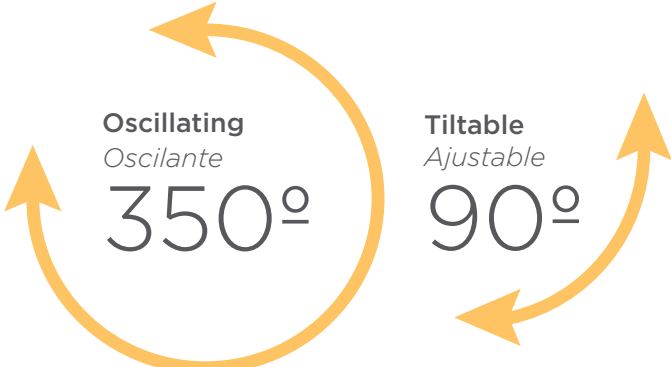 Oscillating
Oscilante
350º
Tiltable
Ajustable
90º